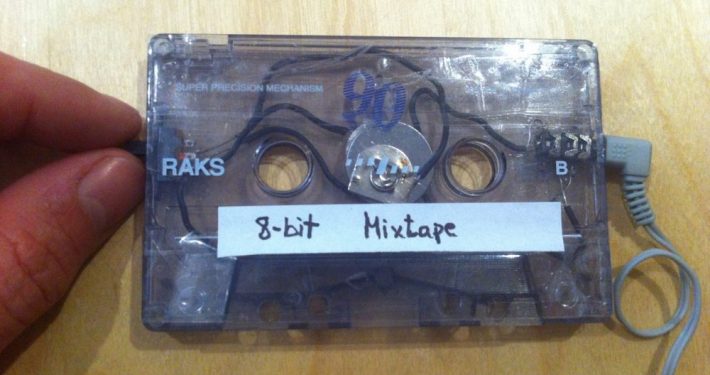 SUPER PRECISION MECHANISM
90
RAKS
B
8-bit Mixtape